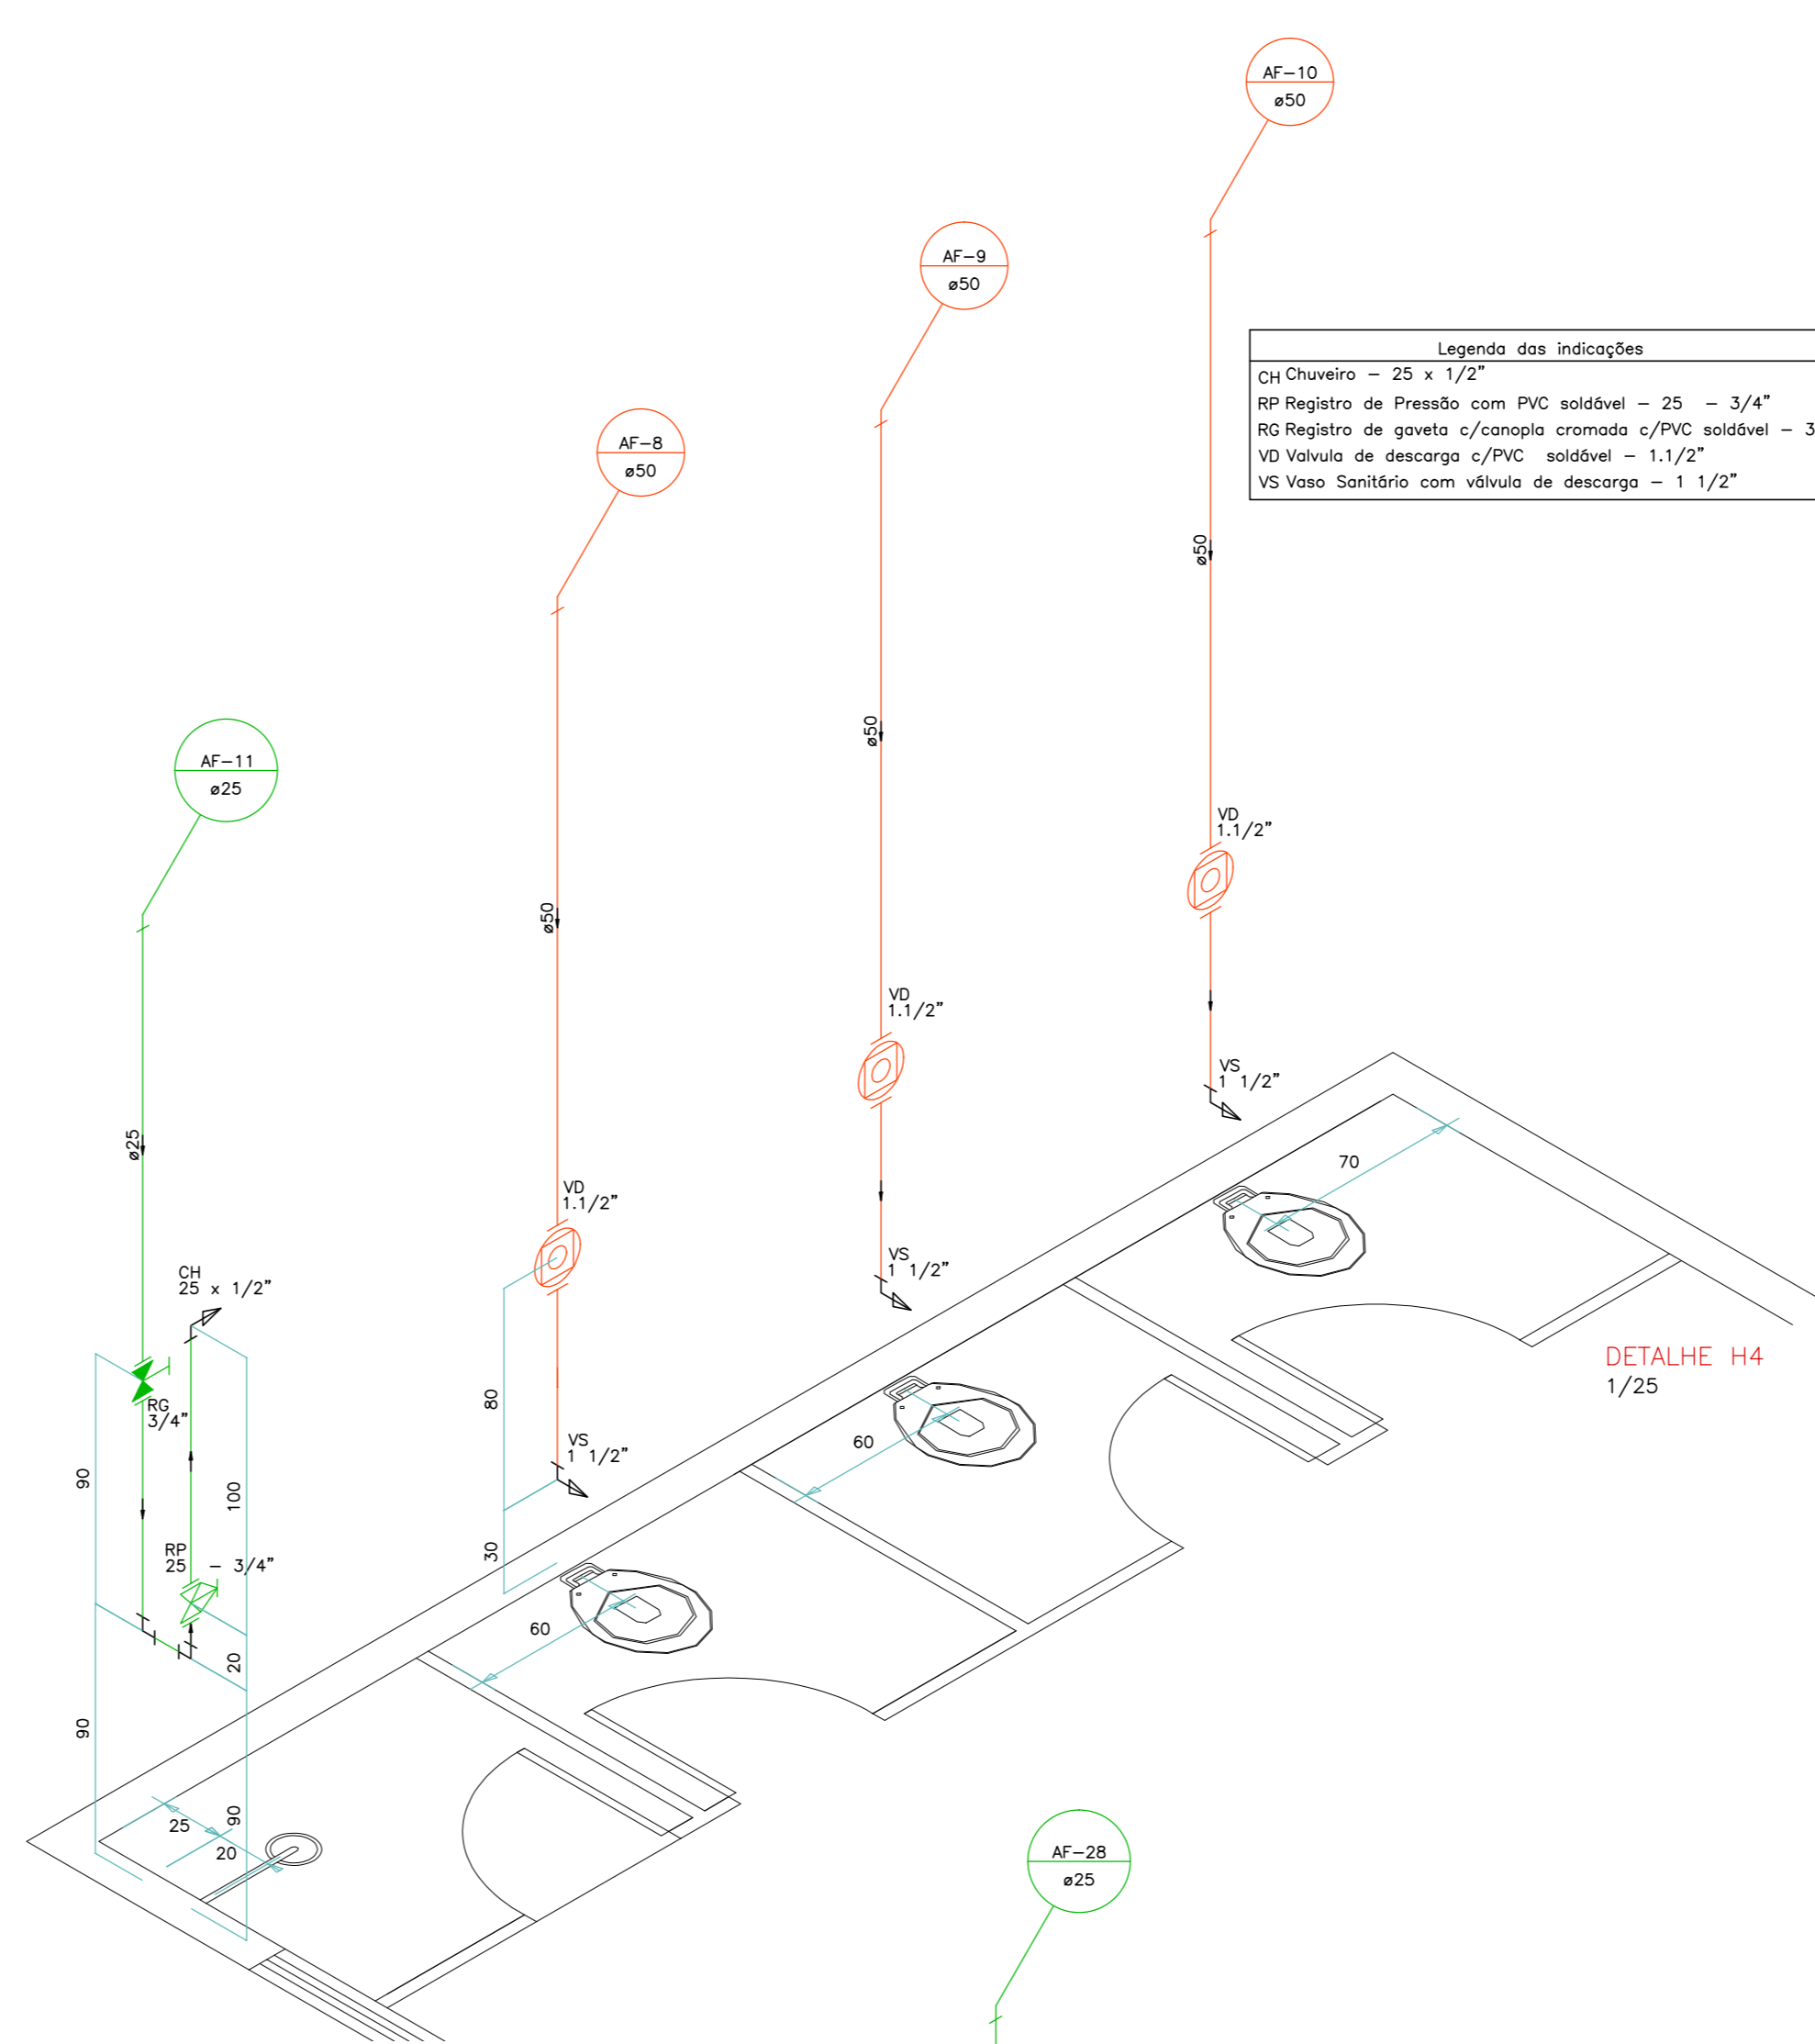 AF-10
ø50
AF-9
ø50
Legenda das indicações
CH Chuveiro - 25 x 1/2"
RP Registro de Pressão com PVC soldável - 25 - 3/4"
RG Registro de gaveta c/canopla cromada c/PVC soldável - 3
VD Valvula de descarga c/PVC soldável - 1.1/2"
VS Vaso Sanitário com válvula de descarga - 1 1/2"
AF-8
ø50
ø50
ø50
AF-11
ø25
VD
1.1/2"
ø50
VD
1.1/2"
VS
1 1/2"
ø25
70
VD
1.1/2"
VS
1 1/2"
CH
25 x 1/2"
DETALHE H4
1/25
80
RG
3/4"
60
VS
1 1/2"
90
100
30
RP
25 - 3/4"
60
20
90
90
25
20
AF-28
ø25